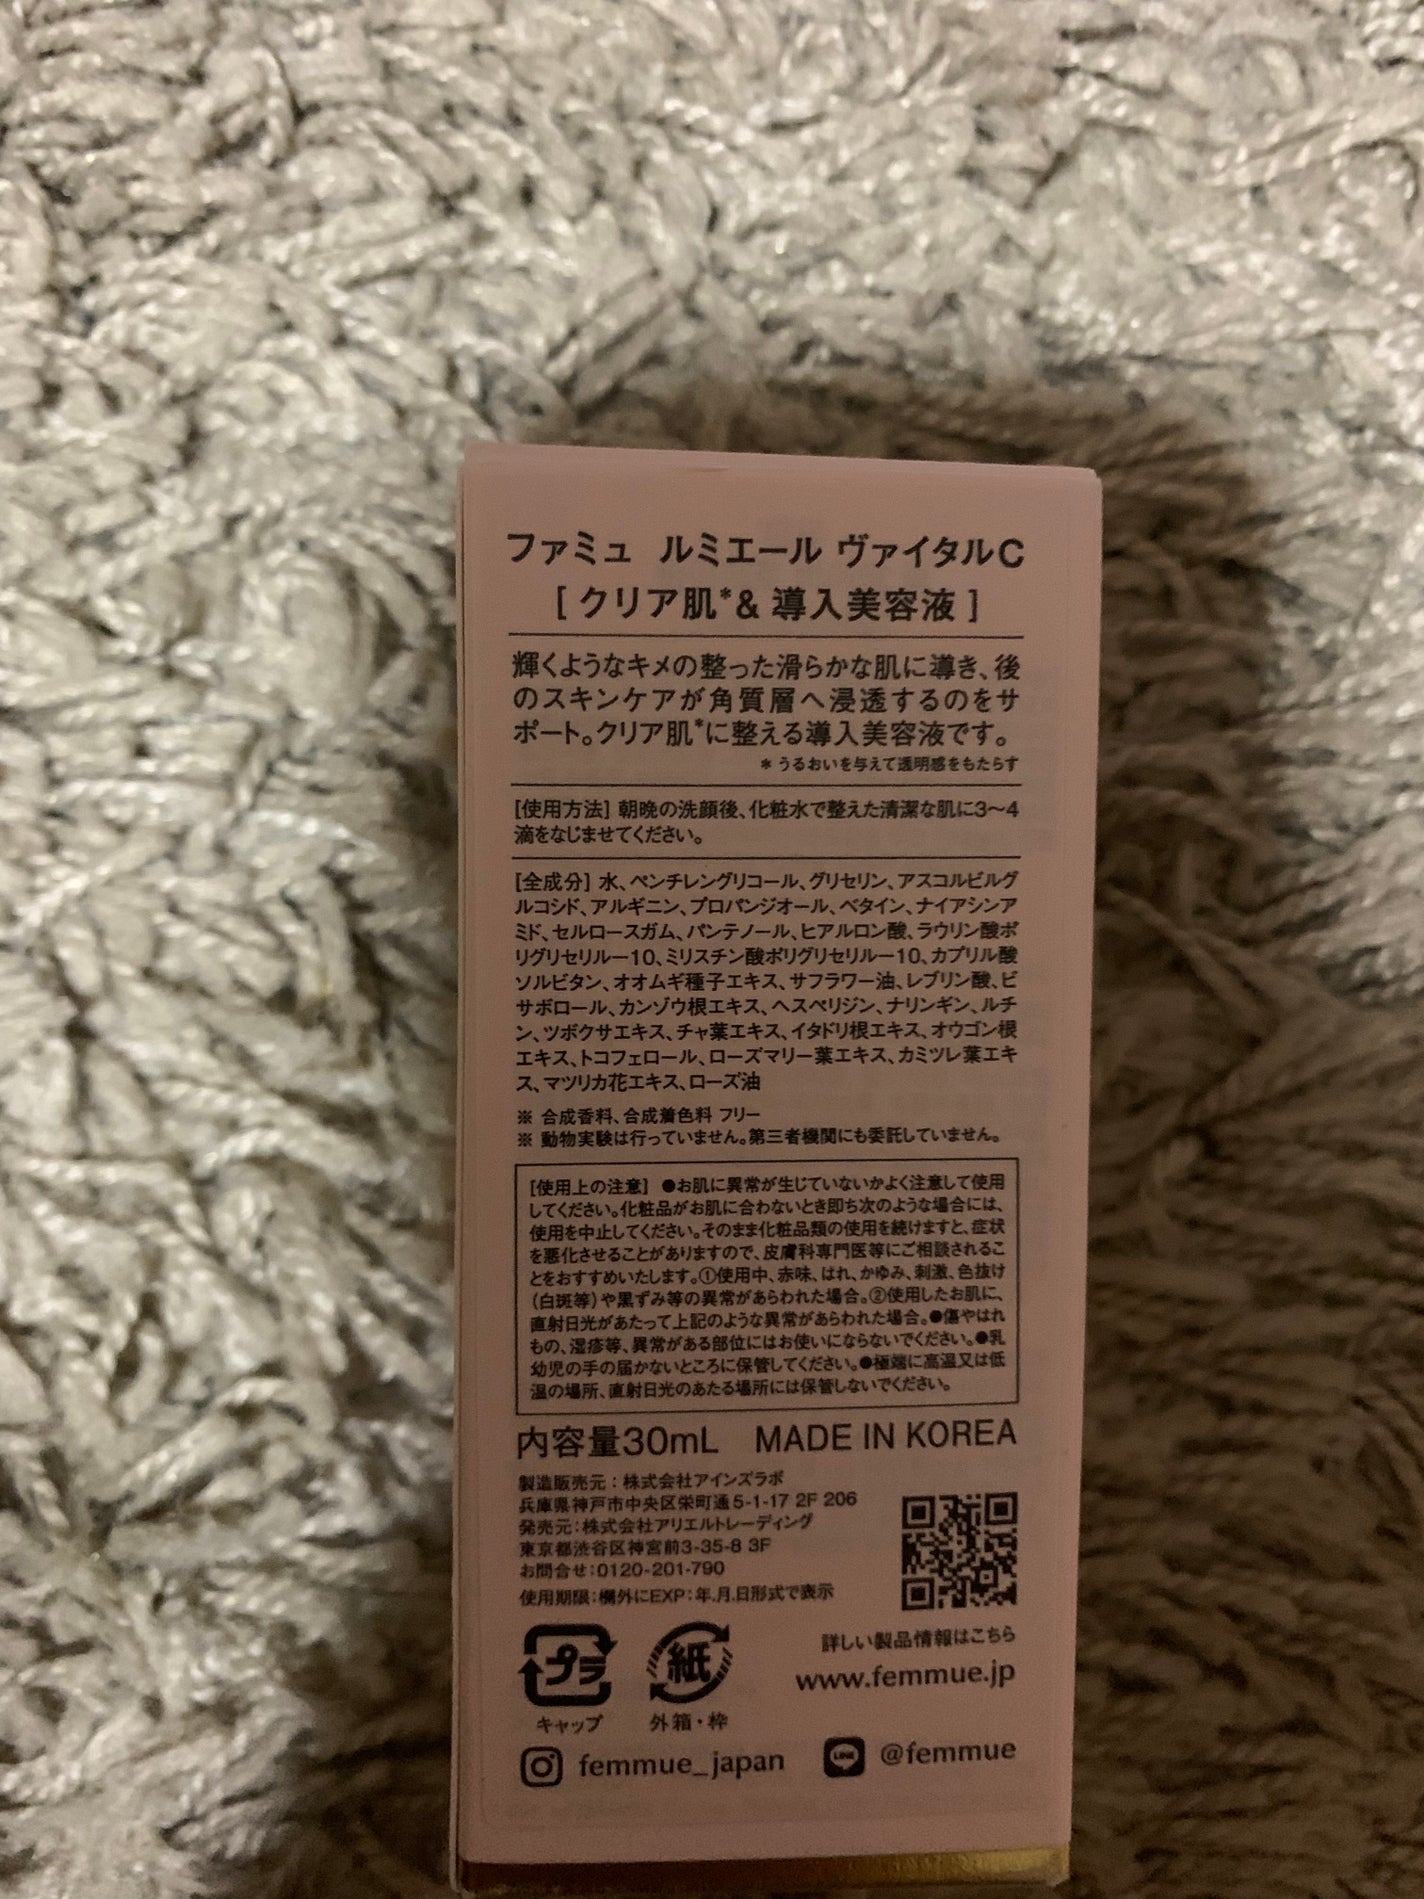 ファミュ ルミエール ヴァイタルC
[ クリア肌*& 導入美容液 ]
輝くようなキメの整った滑らかな肌に導き、後
のスキンケアが角質層へ浸透するのをサ
ポート。クリア肌*に整える導入美容液です。
* うるおいを与えて透明感をもたらす
[使用方法] 朝晩の洗顔後、化粧水で整えた清潔な肌に3〜4
滴をなじませてください。
[全成分] 水、ペンチレングリコール、グリセリン、アスコルビルグ
ルコシド、アルギニン、プロパンジオール、ベタイン、ナイアシンア
ミド、セルロースガム、パンテノール、ヒアルロン酸、ラウリン酸ポ
リグリセリル−10、ミリスチン酸ポリグリセリル−10、カプリル酸
ソルビタン、オオムギ種子エキス、サフラワー油、レブリン酸、ビ
サボロール、カンゾウ根エキス、ヘスペリジン、ナリンギン、ルチ
ン、ツボクサエキス、チャ葉エキス、イタドリ根エキス、オウゴン根
エキス、トコフェロール、ローズマリー葉エキス、カミツレ葉エキ
ス、マツリカ花エキス、ローズ油
※ 合成香料、合成着色料 フリー
※ 動物実験は行っていません。第三者機関にも委託していません。
[使用上の注意] ●お肌に異常が生じていないかよく注意して使用
してください。化粧品がお肌に合わないとき即ち次のような場合には、
使用を中止してください。そのまま化粧品類の使用を続けますと、症状
を悪化させることがありますので、皮膚科専門医等にご相談されるこ
とをおすすめいたします。①使用中、赤味、はれ、かゆみ、刺激、色抜け
(白斑等)や黒ずみ等の異常があらわれた場合。②使用したお肌に、
直射日光があたって上記のような異常があらわれた場合。●傷やはれ
もの、湿疹等、異常がある部位にはお使いにならないでください。●乳
幼児の手の届かないところに保管してください。●極端に高温又は低
温の場所、直射日光のあたる場所には保管しないでください。
内容量30mL MADE IN KOREA
製造販売元：株式会社アインズラボ
兵庫県神戸市中央区栄町通5-1-17 2F 206
発売元：株式会社アリエルトレーディング
東京都渋谷区神宮前3-35-8 3F
お問合せ：0120-201-790
使用期限：欄外にEXP：年.月.日形式で表示
詳しい製品情報はこちら
www.femmue.jp
プラ
キャップ
紙
外箱・枠
femmue_japan
LINE
@femmue